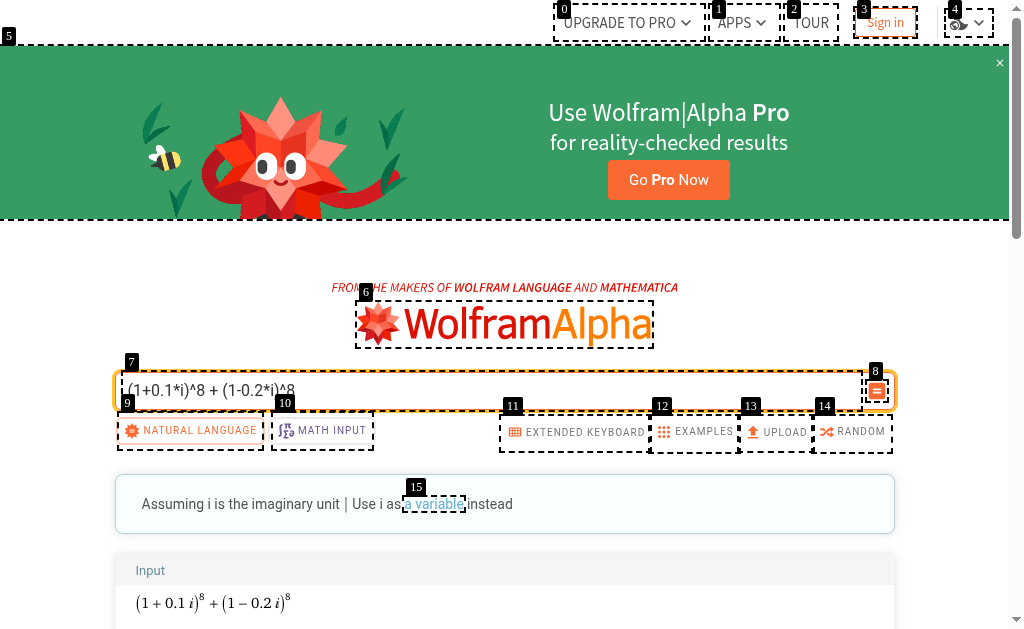 0
UPGRADE TO PRO
1
APPS
2
TOUR
3
Sign in
4
5
×
Use Wolfram|Alpha Pro
for reality-checked results
Go Pro Now
6
FROM THE MAKERS OF WOLFRAM LANGUAGE AND MATHEMATICA
WolframAlpha
7
(1+0.1*i)^8 + (1-0.2*i)^8
8
=
9
NATURAL LANGUAGE
10
MATH INPUT
11
EXTENDED KEYBOARD
12
EXAMPLES
13
UPLOAD
14
RANDOM
15
Assuming i is the imaginary unit | Use i as a variable instead
Input
(1 + 0.1 i)^8 + (1 − 0.2 i)^8